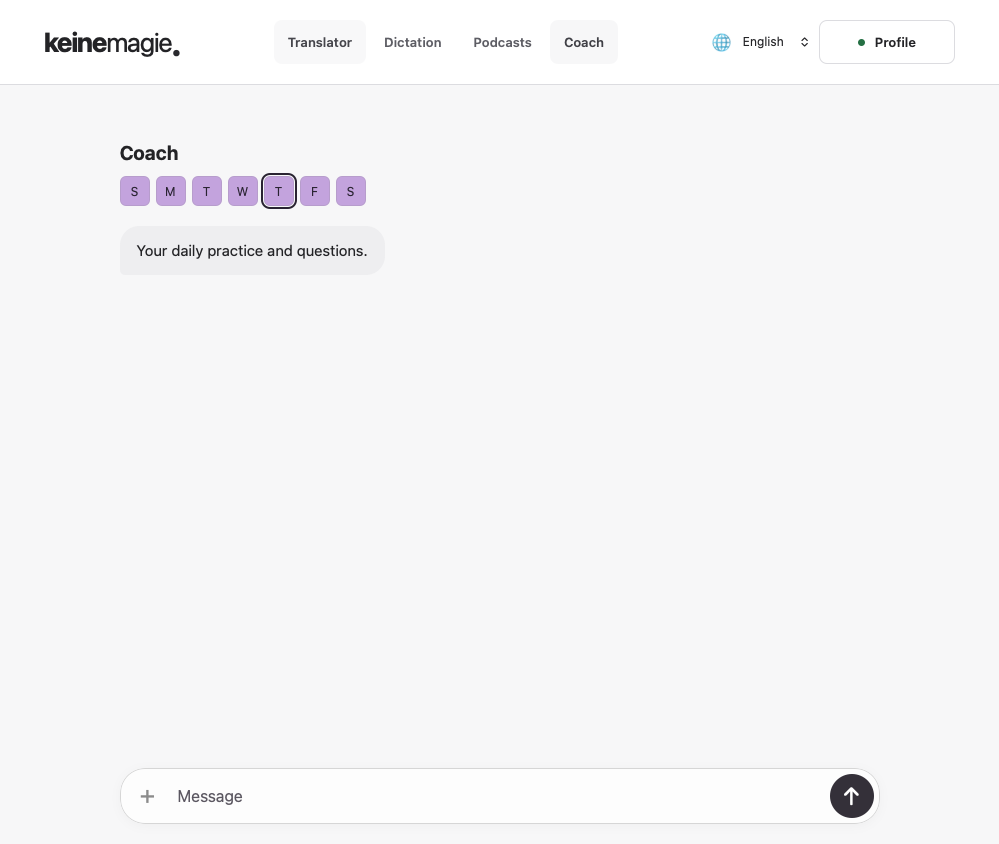 keinemagie.
Translator Dictation Podcasts Coach English Profile
Coach
S M T W T F S
Your daily practice and questions.
Message